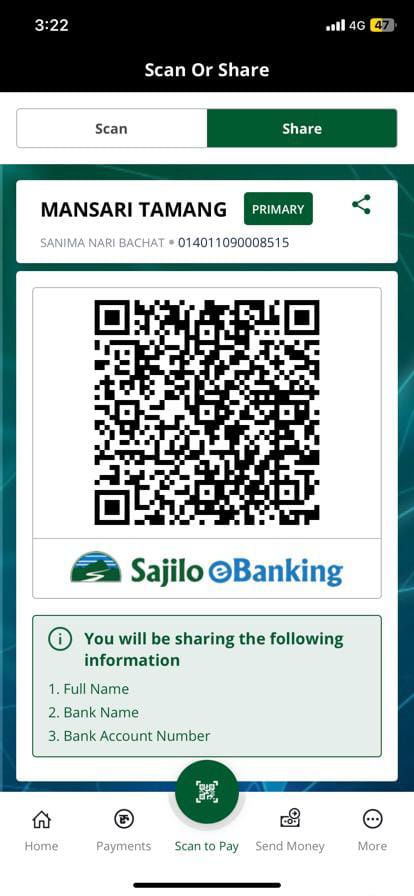 3:22 4G 47
Scan Or Share
Scan Share
MANSARI TAMANG PRIMARY
SANIMA NARI BACHAT • 014011090008515
Sajilo eBanking
You will be sharing the following
information
1. Full Name
2. Bank Name
3. Bank Account Number
Home Payments Scan to Pay Send Money More